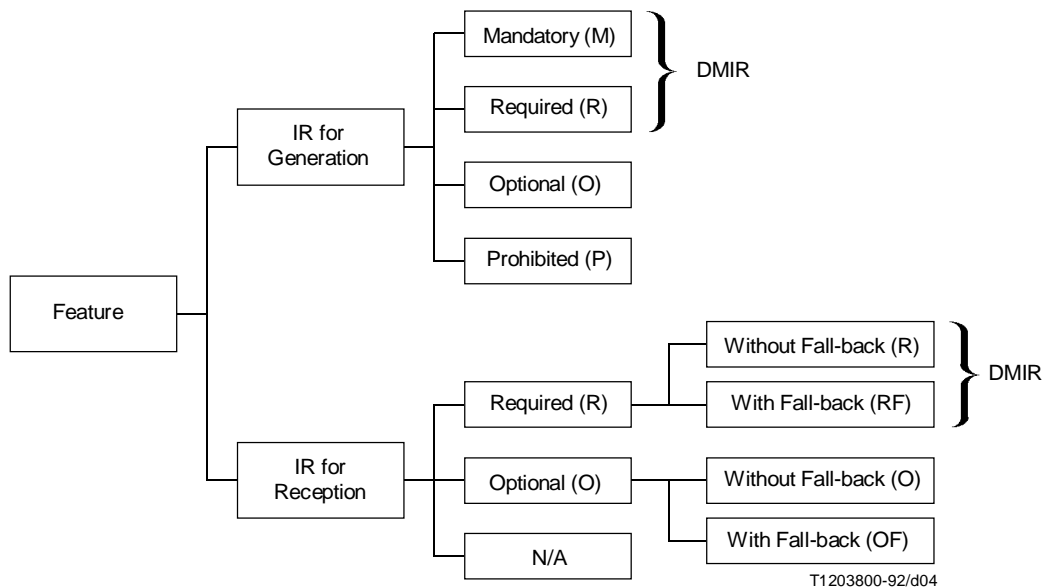 Mandatory (M)
DMIR
Required (R)
IR for
Generation
Optional (O)
Prohibited (P)
Feature
Without Fall-back (R)
DMIR
Required (R)
With Fall-back (RF)
IR for
Reception
Optional (O)
Without Fall-back (O)
N/A
With Fall-back (OF)
T1203800-92/d04